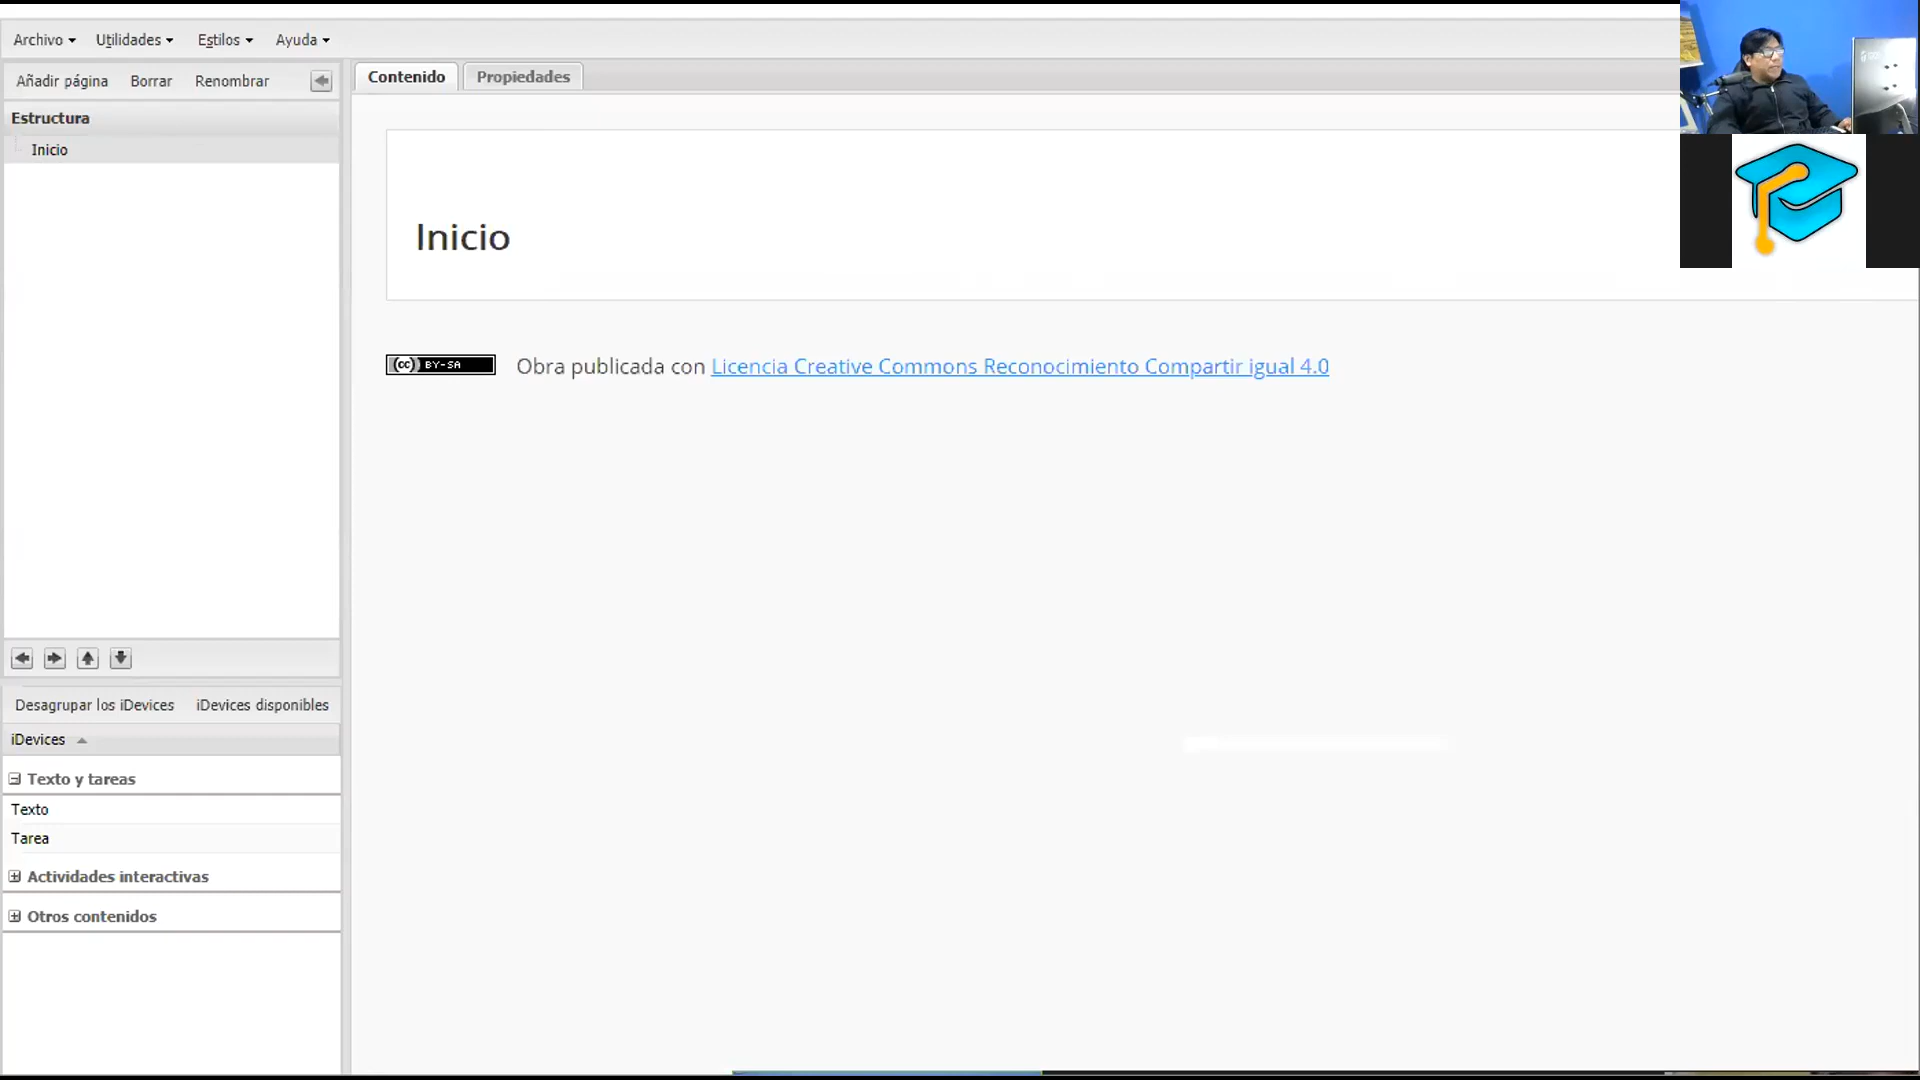 Archivo Utilidades Estilos Ayuda
Añadir página Borrar Renombrar
Contenido Propiedades
Estructura
Inicio
Inicio
(cc) BY-SA Obra publicada con Licencia Creative Commons Reconocimiento Compartir igual 4.0
Desagrupar los iDevices iDevices disponibles
iDevices
Texto y tareas
Texto
Tarea
Actividades interactivas
Otros contenidos